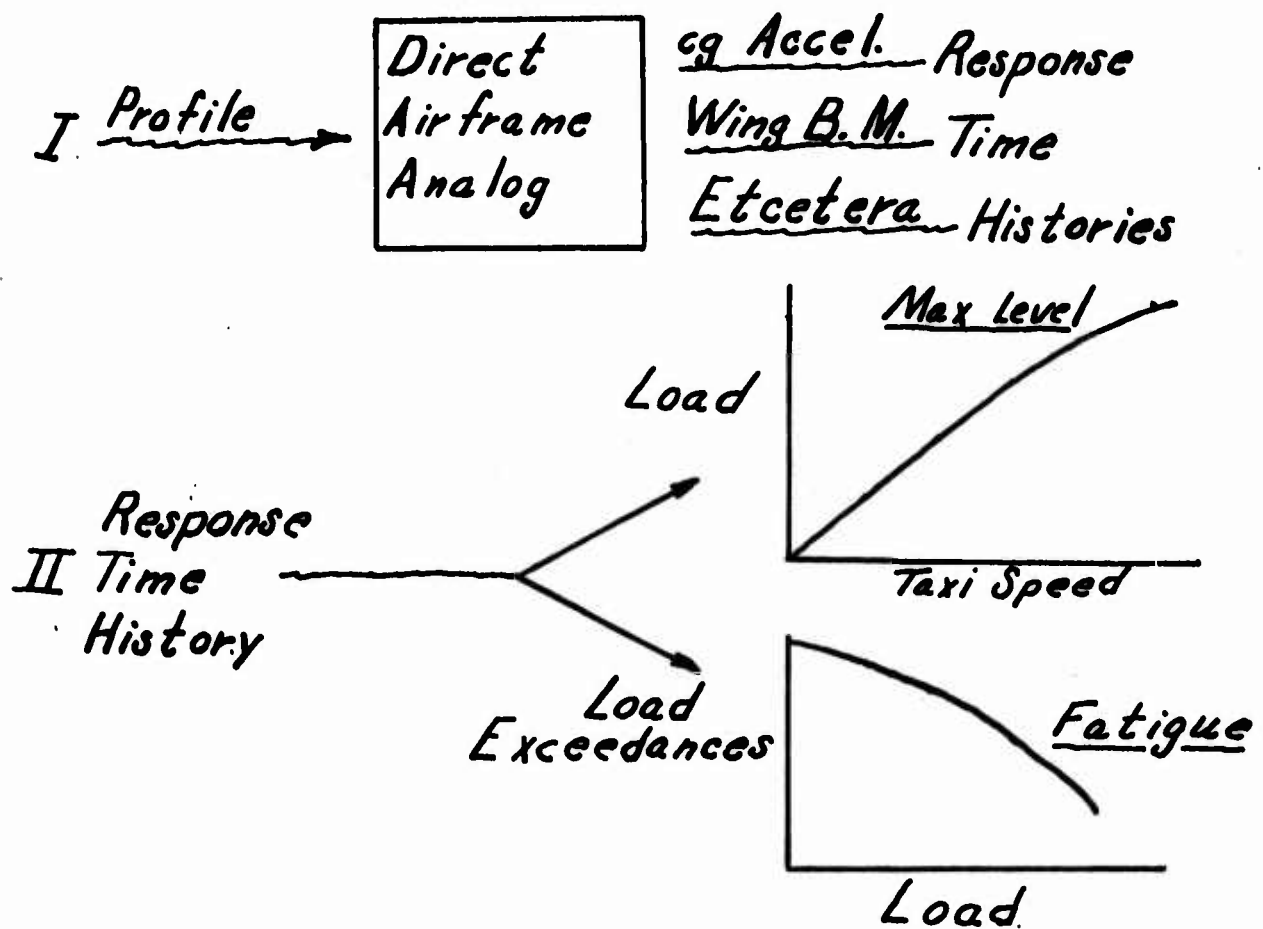 I Profile
Direct
Airframe
Analog
cg Accel. Response
Wing B.M. Time
Etcetera Histories
Max Level
Load
Taxi Speed
II Response
Time
History
Load
Exceedances
Fatigue
Load